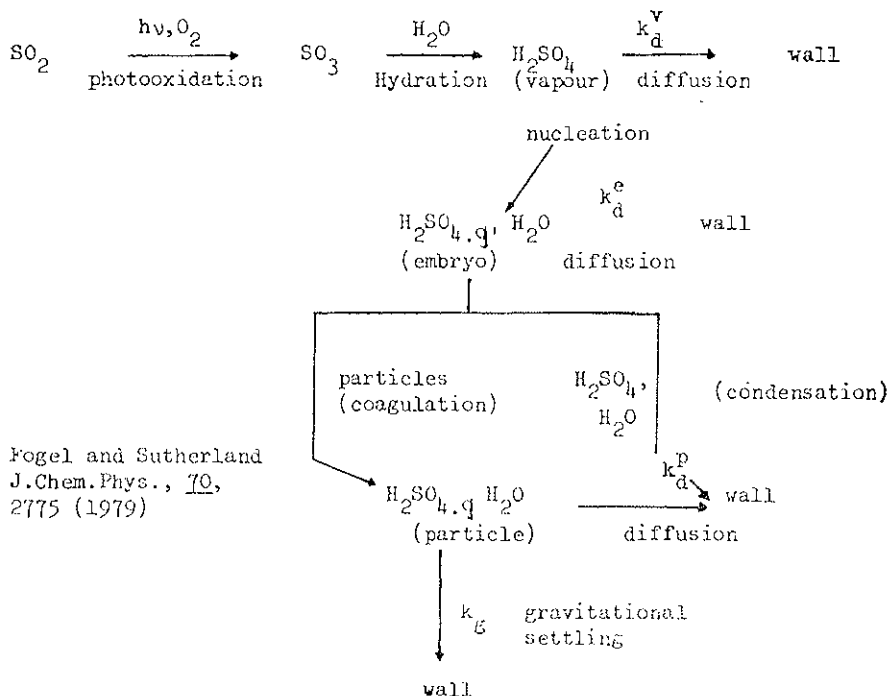 hν,O2 H2O k_d^v
SO2 SO3 H2SO4 wall
photooxidation Hydration (vapour) diffusion
nucleation
k_d^e
H2SO4.q' H2O wall
(embryo) diffusion
particles H2SO4, (condensation)
(coagulation) H2O
Fogel and Sutherland
J.Chem.Phys., 70,
2775 (1979)
k_d^p wall
H2SO4.q H2O
(particle) diffusion
k_g gravitational
settling
wall